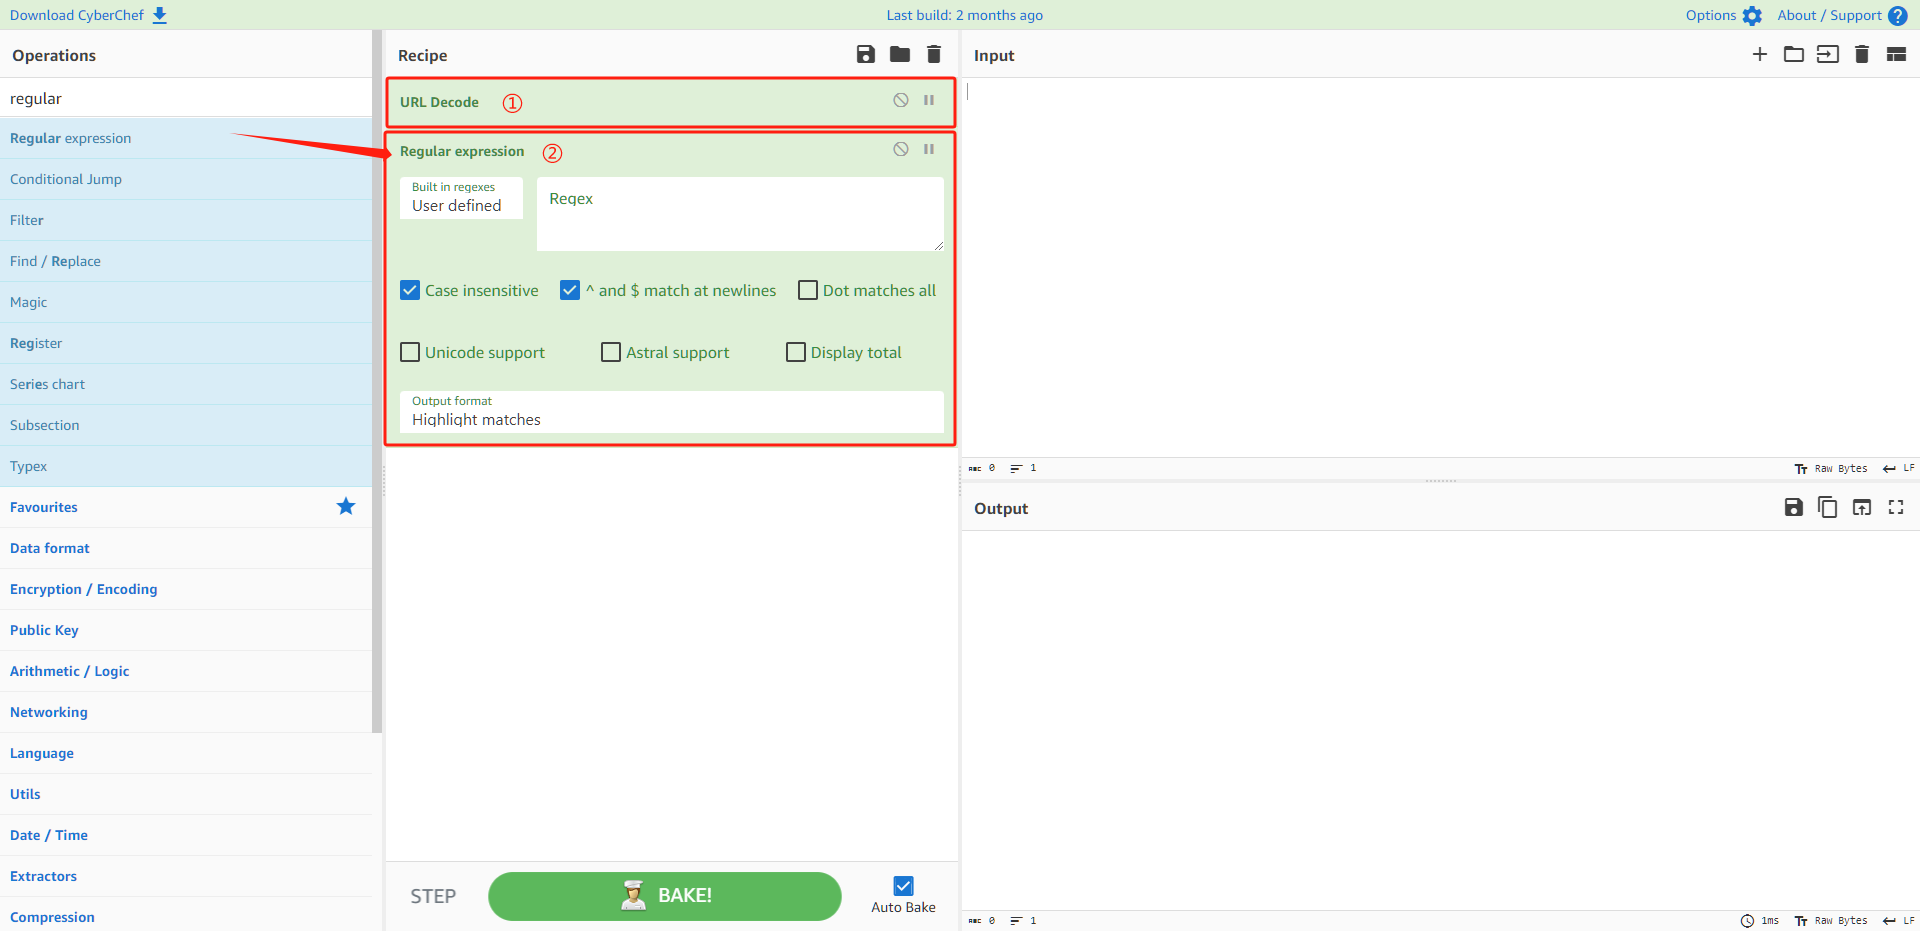 Download CyberChef
Last build: 2 months ago
Options
About / Support
Operations
regular
Regular expression
Conditional Jump
Filter
Find / Replace
Magic
Register
Series chart
Subsection
Typex
Favourites
Data format
Encryption / Encoding
Public Key
Arithmetic / Logic
Networking
Language
Utils
Date / Time
Extractors
Compression
Recipe
URL Decode ①
Regular expression ②
Built in regexes
User defined
Regex
Case insensitive ^ and $ match at newlines Dot matches all
Unicode support Astral support Display total
Output format
Highlight matches
STEP
BAKE!
Auto Bake
Input
ABC 0 1 Tт Raw Bytes LF
Output
ABC 0 1 1ms Tт Raw Bytes LF